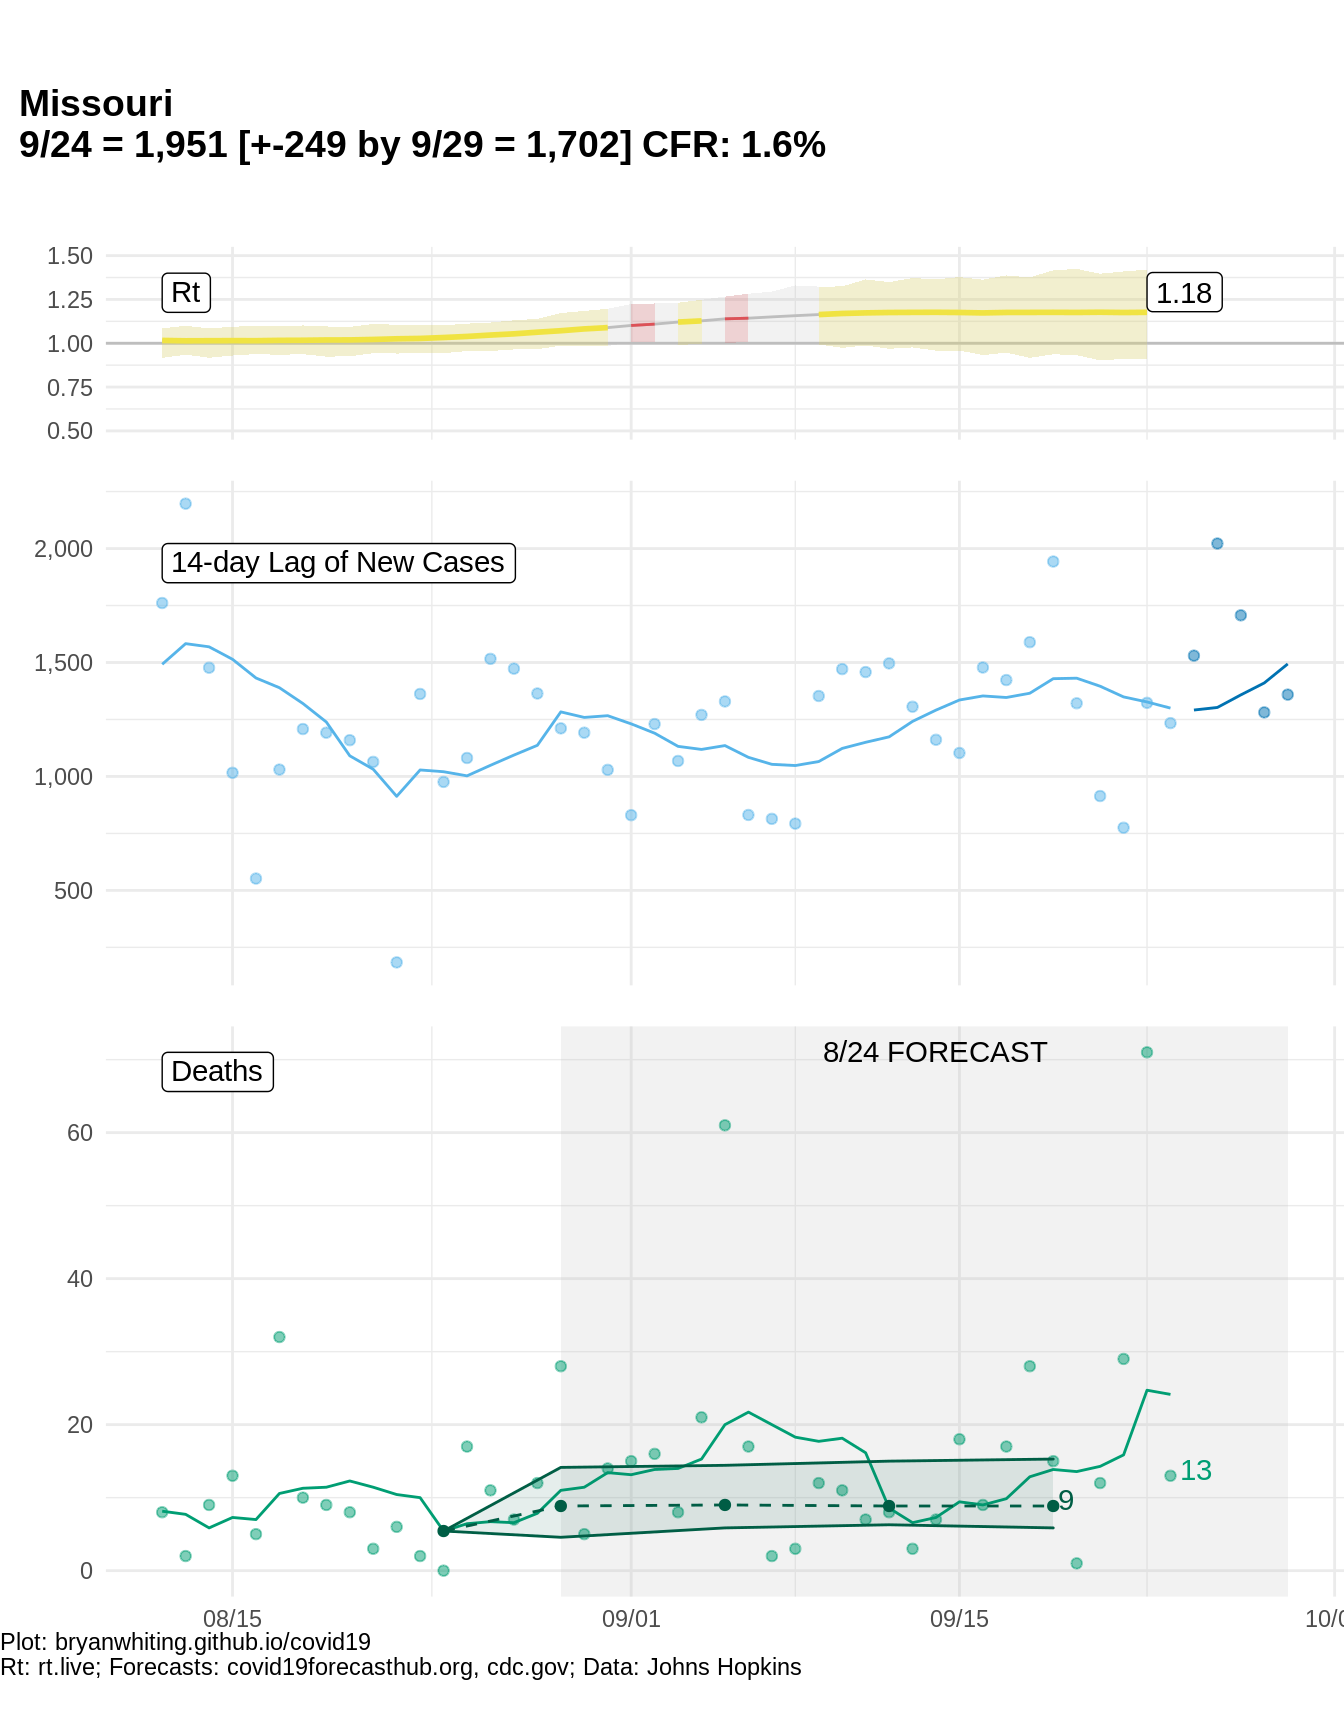 Missouri
9/24 = 1,951 [+-249 by 9/29 = 1,702] CFR: 1.6%
1.50
1.25
1.00
0.75
0.50
Rt
1.18
2,000
1,500
1,000
500
14-day Lag of New Cases
8/24 FORECAST
Deaths
60
40
20
0
13
9
08/15
09/01
09/15
10/0
Plot: bryanwhiting.github.io/covid19
Rt: rt.live; Forecasts: covid19forecasthub.org, cdc.gov; Data: Johns Hopkins